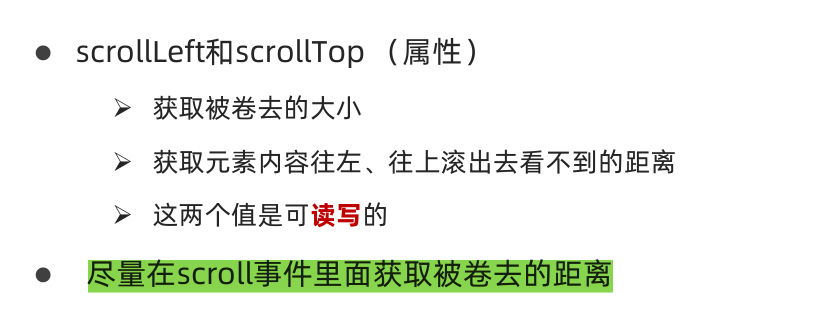 ● scrollLeft和scrollTop （属性）
➢ 获取被卷去的大小
➢ 获取元素内容往左、往上滚出去看不到的距离
➢ 这两个值是可读写的
● 尽量在scroll事件里面获取被卷去的距离